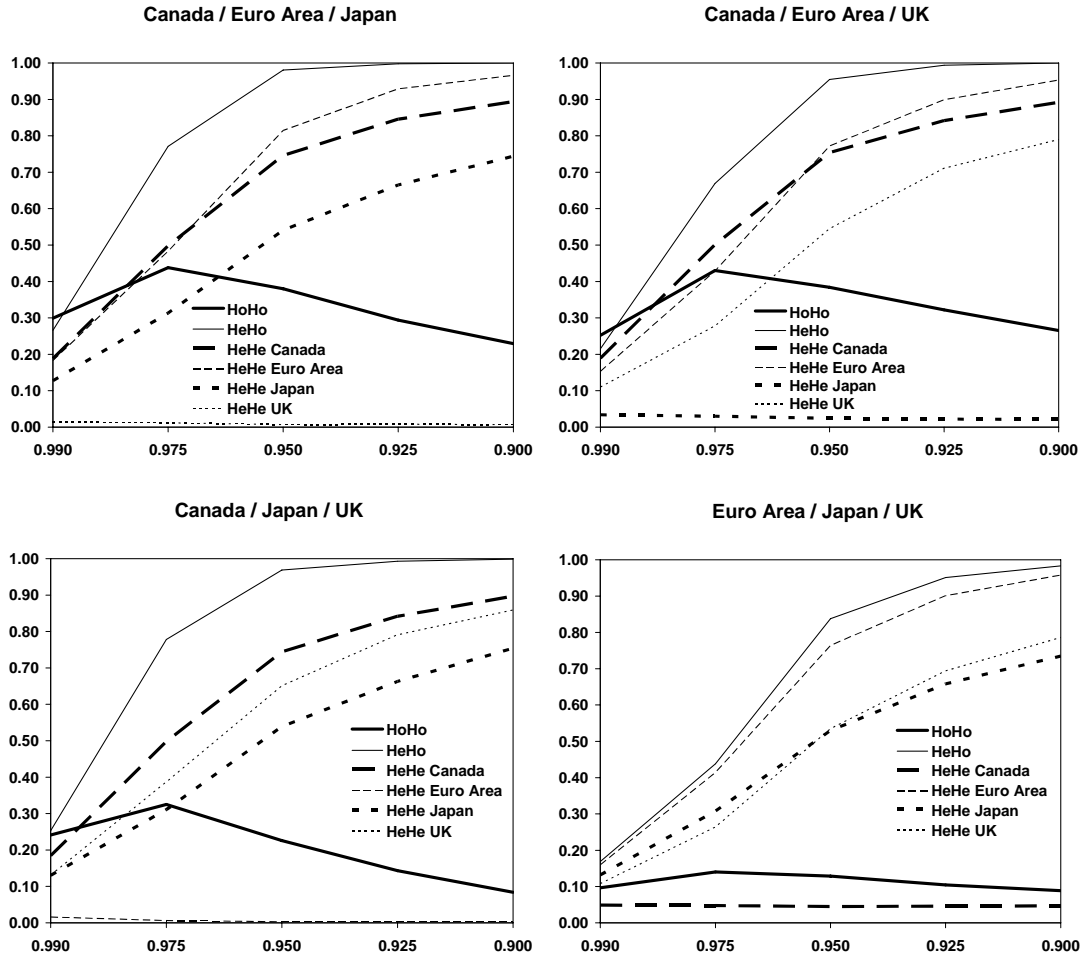 Canada / Euro Area / Japan
1.00
0.90
0.80
0.70
0.60
0.50
0.40
0.30
0.20
0.10
0.00
0.990 0.975 0.950 0.925 0.900
HoHo
HeHo
HeHe Canada
HeHe Euro Area
HeHe Japan
HeHe UK
Canada / Euro Area / UK
1.00
0.90
0.80
0.70
0.60
0.50
0.40
0.30
0.20
0.10
0.00
0.990 0.975 0.950 0.925 0.900
HoHo
HeHo
HeHe Canada
HeHe Euro Area
HeHe Japan
HeHe UK
Canada / Japan / UK
1.00
0.90
0.80
0.70
0.60
0.50
0.40
0.30
0.20
0.10
0.00
0.990 0.975 0.950 0.925 0.900
HoHo
HeHo
HeHe Canada
HeHe Euro Area
HeHe Japan
HeHe UK
Euro Area / Japan / UK
1.00
0.90
0.80
0.70
0.60
0.50
0.40
0.30
0.20
0.10
0.00
0.990 0.975 0.950 0.925 0.900
HoHo
HeHo
HeHe Canada
HeHe Euro Area
HeHe Japan
HeHe UK